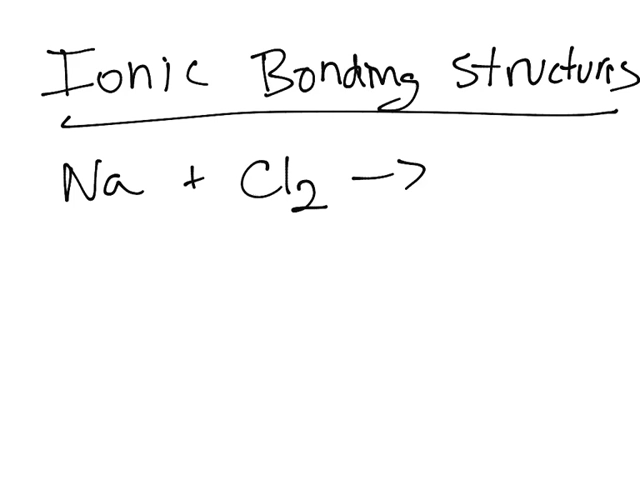 Ionic Bonding structures
Na + Cl₂ →